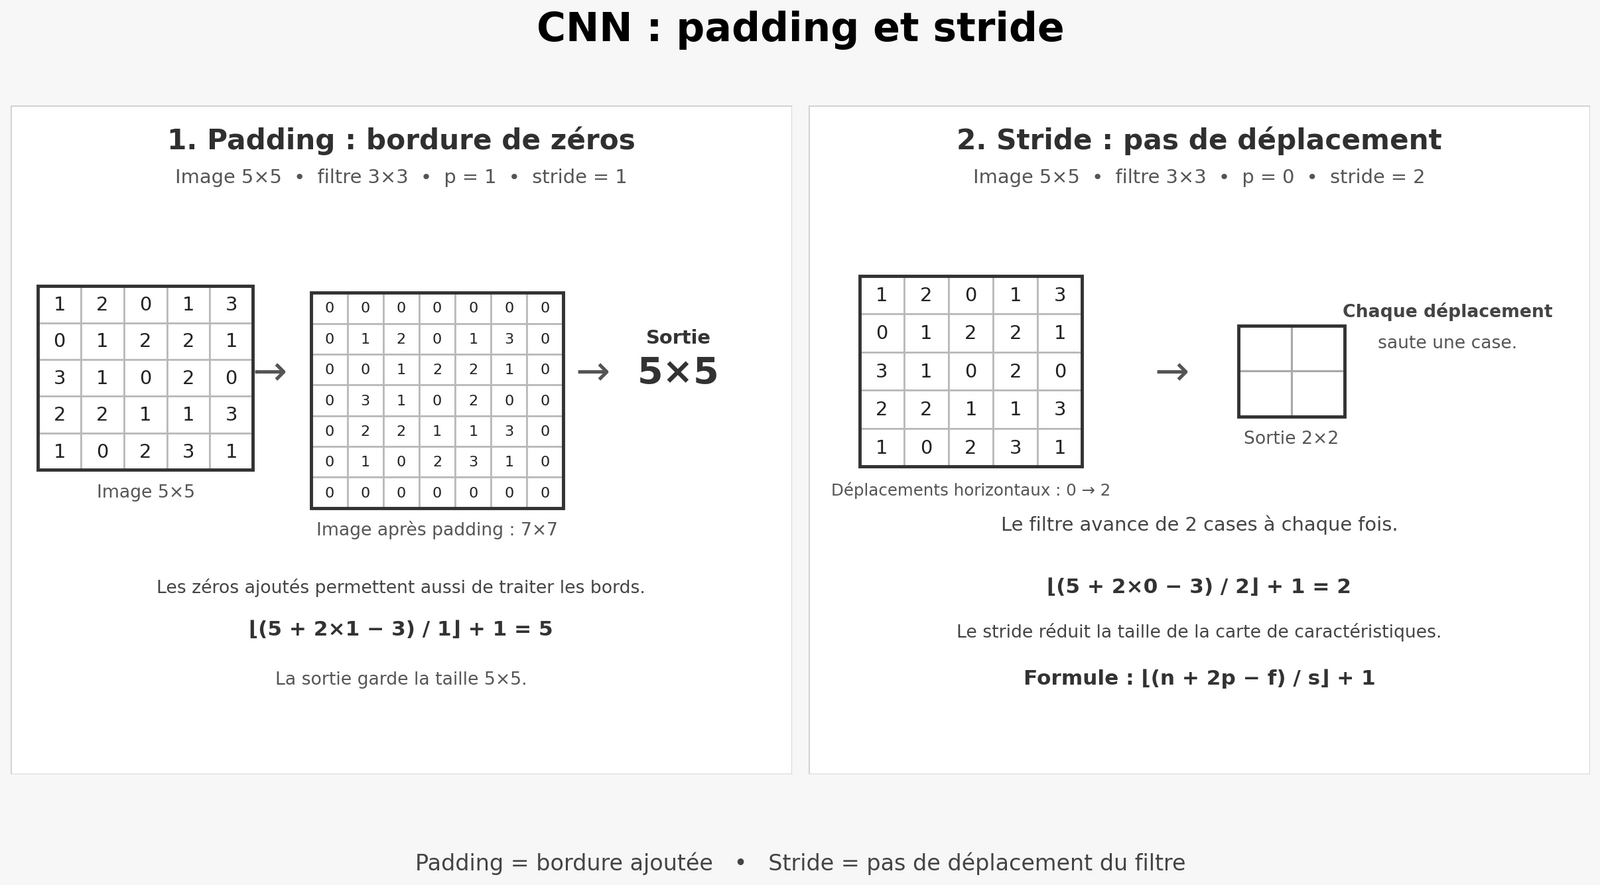 CNN : padding et stride
1. Padding : bordure de zéros
Image 5×5 • filtre 3×3 • p = 1 • stride = 1
1 2 0 1 3
0 1 2 2 1
3 1 0 2 0
2 2 1 1 3
1 0 2 3 1
Image 5×5
→
0 0 0 0 0 0 0
0 1 2 0 1 3 0
0 0 1 2 2 1 0
0 3 1 0 2 0 0
0 2 2 1 1 3 0
0 1 0 2 3 1 0
0 0 0 0 0 0 0
Image après padding : 7×7
→
Sortie
5×5
Les zéros ajoutés permettent aussi de traiter les bords.
⌊(5 + 2×1 − 3) / 1⌋ + 1 = 5
La sortie garde la taille 5×5.
2. Stride : pas de déplacement
Image 5×5 • filtre 3×3 • p = 0 • stride = 2
1 2 0 1 3
0 1 2 2 1
3 1 0 2 0
2 2 1 1 3
1 0 2 3 1
Déplacements horizontaux : 0 → 2
→
Sortie 2×2
Chaque déplacement
saute une case.
Le filtre avance de 2 cases à chaque fois.
⌊(5 + 2×0 − 3) / 2⌋ + 1 = 2
Le stride réduit la taille de la carte de caractéristiques.
Formule : ⌊(n + 2p − f) / s⌋ + 1
Padding = bordure ajoutée • Stride = pas de déplacement du filtre